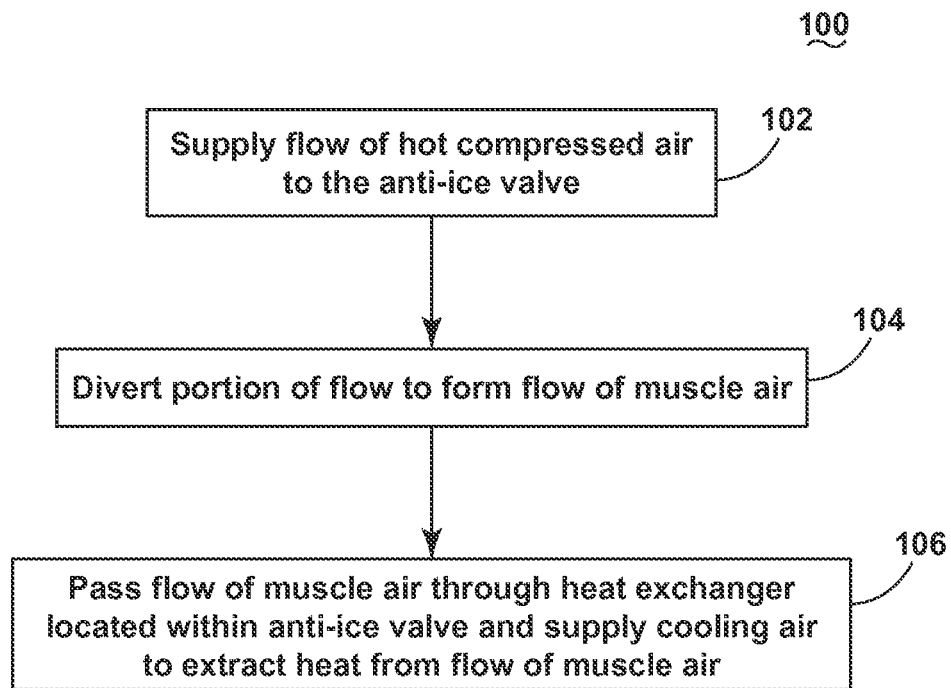 100
Supply flow of hot compressed air
to the anti-ice valve
102
Divert portion of flow to form flow of muscle air
104
Pass flow of muscle air through heat exchanger
located within anti-ice valve and supply cooling air
to extract heat from flow of muscle air
106